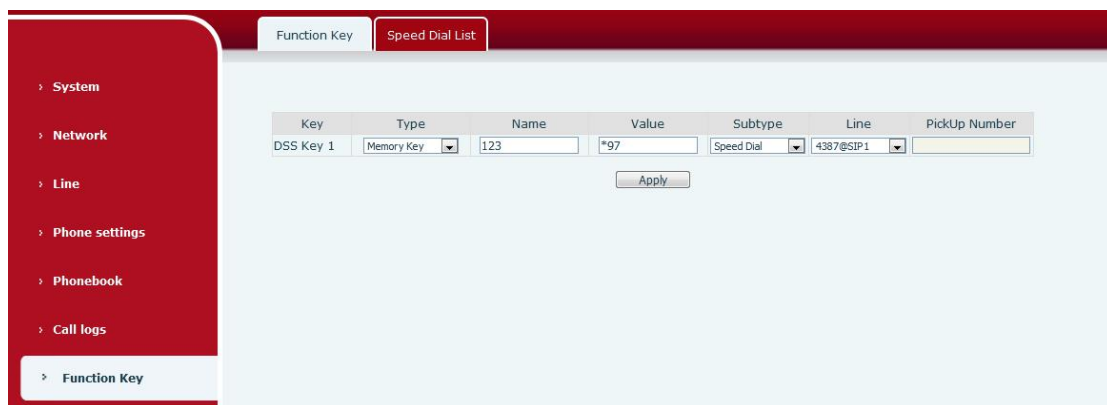 Function Key Speed Dial List
System
Network
Line
Phone settings
Phonebook
Call logs
Function Key
Key Type Name Value Subtype Line PickUp Number
DSS Key 1 Memory Key 123 *97 Speed Dial 4387@SIP1
Apply